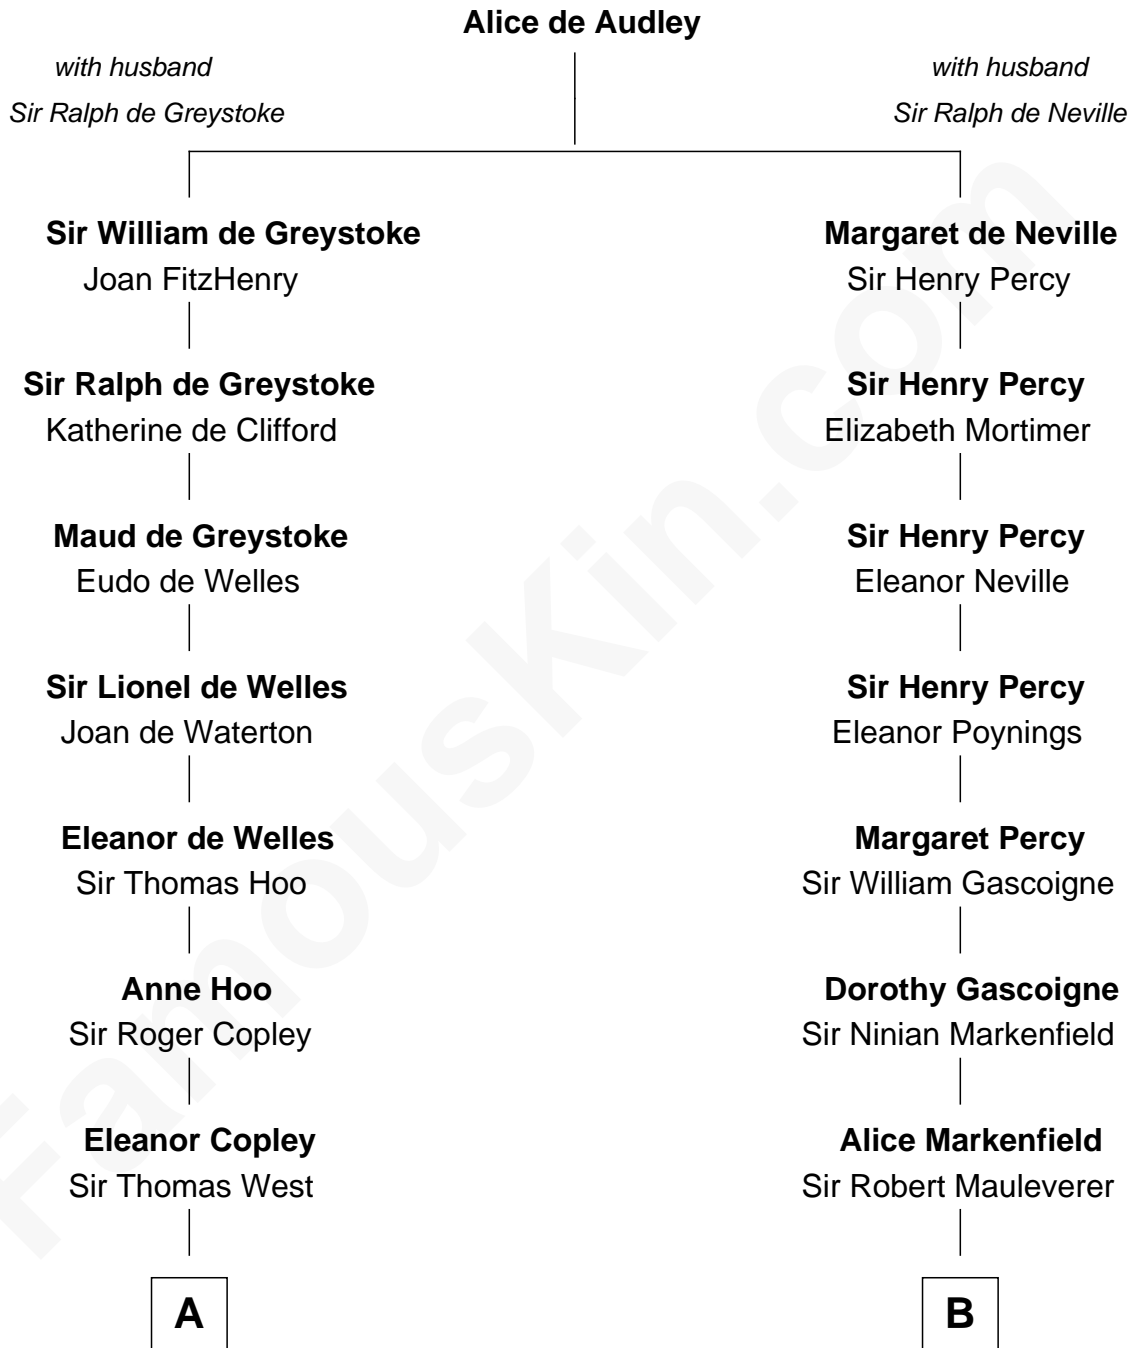 Alice de Audley
with husband
Sir Ralph de Greystoke
with husband
Sir Ralph de Neville
Sir William de Greystoke
Joan FitzHenry
Margaret de Neville
Sir Henry Percy
Sir Ralph de Greystoke
Katherine de Clifford
Sir Henry Percy
Elizabeth Mortimer
Maud de Greystoke
Eudo de Welles
Sir Henry Percy
Eleanor Neville
Sir Lionel de Welles
Joan de Waterton
Sir Henry Percy
Eleanor Poynings
Eleanor de Welles
Sir Thomas Hoo
Margaret Percy
Sir William Gascoigne
Anne Hoo
Sir Roger Copley
Dorothy Gascoigne
Sir Ninian Markenfield
Eleanor Copley
Sir Thomas West
Alice Markenfield
Sir Robert Mauleverer
A
B
FamousKin.com